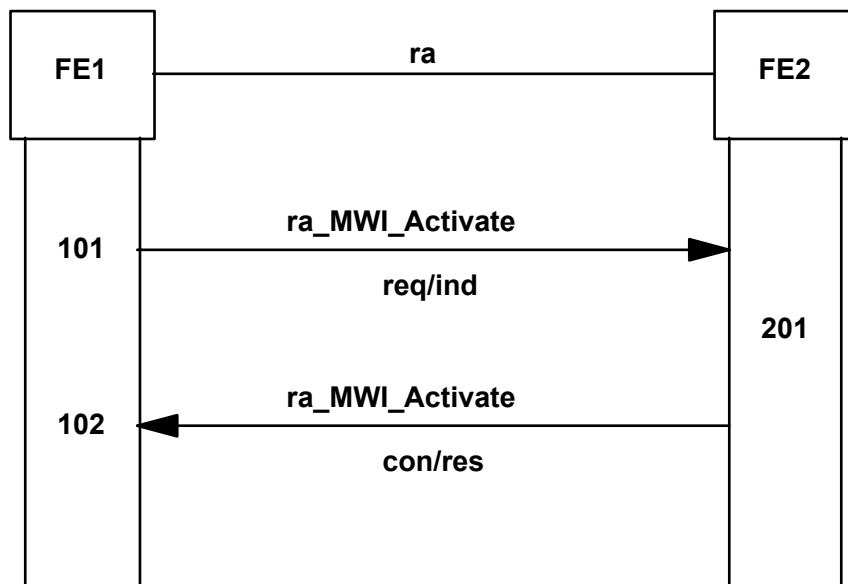 FE1
ra
FE2
ra_MWI_Activate
101
req/ind
201
ra_MWI_Activate
102
con/res